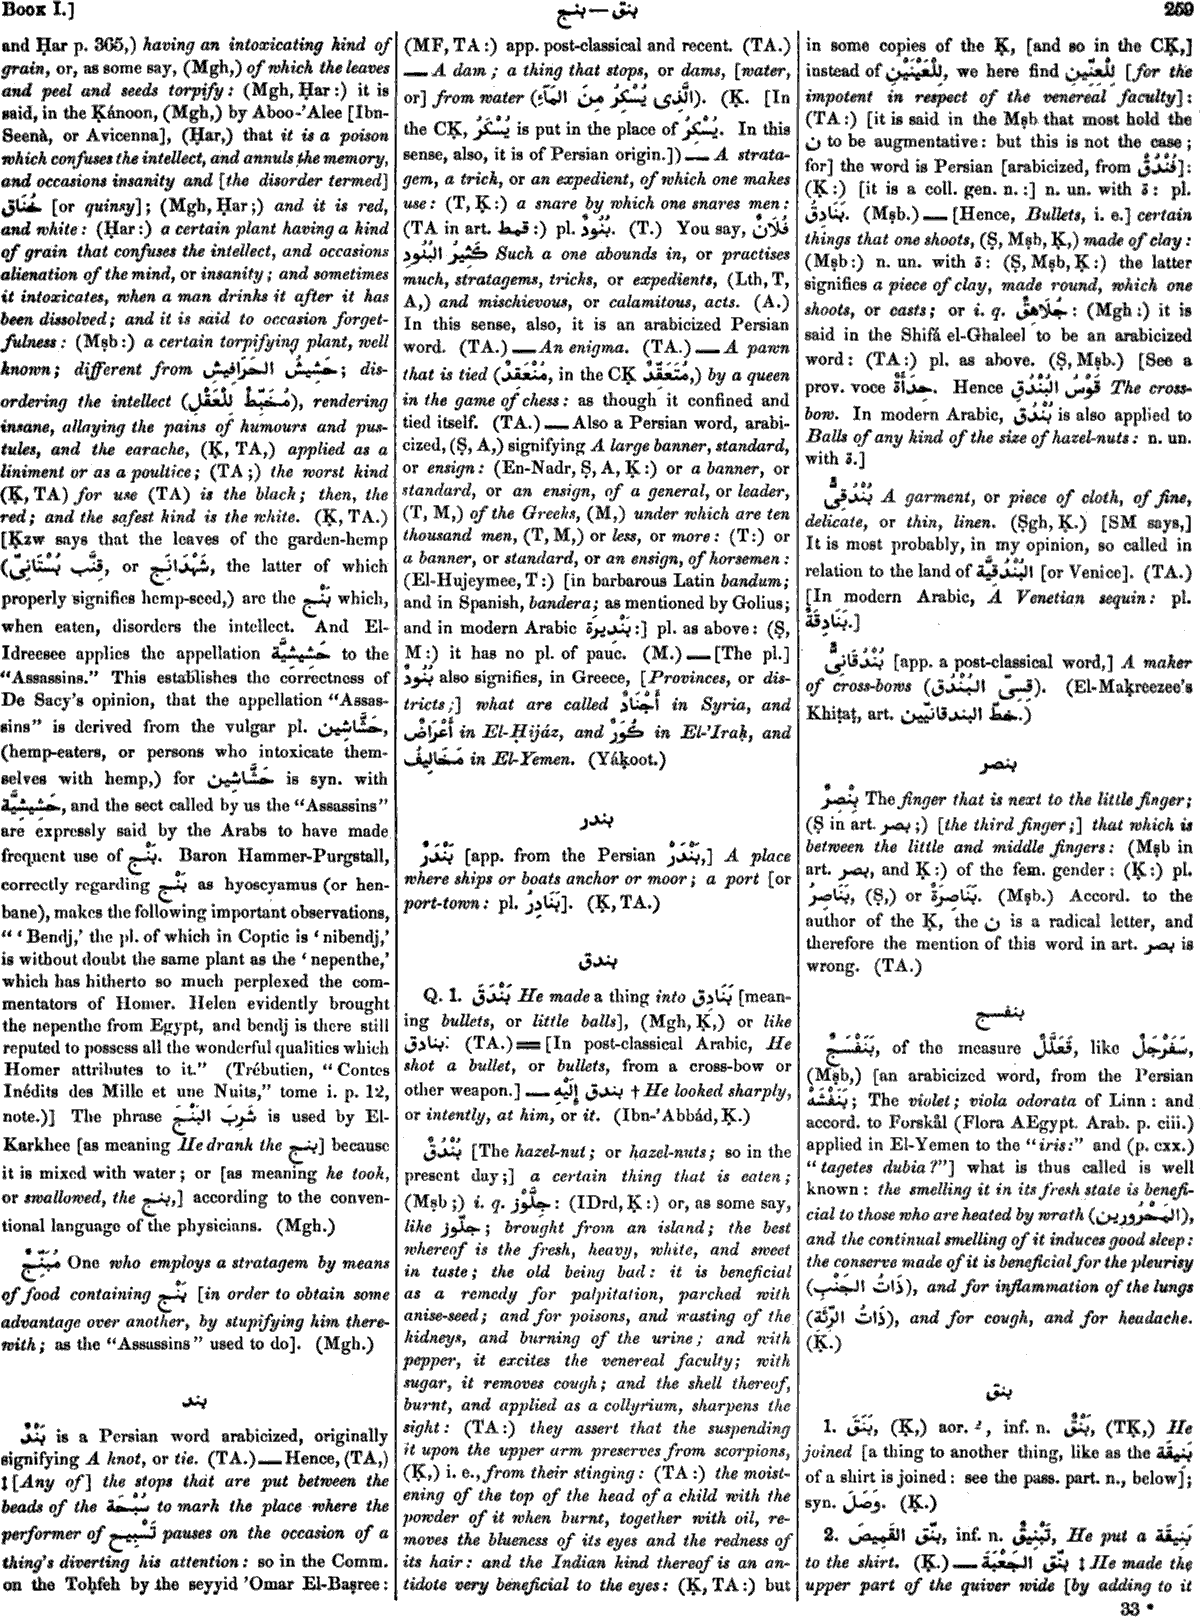 Book I.]
بنق — بنج
259
and Ḥar p. 365,) having an intoxicating kind of
grain, or, as some say, (Mgh,) of which the leaves
and peel and seeds torpify: (Mgh, Ḥar:) it is
said, in the Ḳánoon, (Mgh,) by Aboo-'Alee [Ibn-
Seenà, or Avicenna], (Ḥar,) that it is a poison
which confuses the intellect, and annuls the memory,
and occasions insanity and [the disorder termed]
خُنَاق [or quinsy]; (Mgh, Ḥar;) and it is red,
and white: (Ḥar:) a certain plant having a kind
of grain that confuses the intellect, and occasions
alienation of the mind, or insanity; and sometimes
it intoxicates, when a man drinks it after it has
been dissolved; and it is said to occasion forget-
fulness: (Mṣb:) a certain torpifying plant, well
known; different from حَشِيشُ الحَرَافِيشِ; dis-
ordering the intellect (مُخَبِّطٌ لِلْعَقْلِ), rendering
insane, allaying the pains of humours and pus-
tules, and the earache, (Ḳ, TA,) applied as a
liniment or as a poultice; (TA;) the worst kind
(Ḳ, TA) for use (TA) is the black; then, the
red; and the safest kind is the white. (Ḳ, TA.)
[Ḳzw says that the leaves of the garden-hemp
(قِنَّب بُسْتَانِىّ, or شَهْدَانَج, the latter of which
properly signifies hemp-seed,) are the بَنْج which,
when eaten, disorders the intellect. And El-
Idreesee applies the appellation حَشِيشِيَّة to the
“Assassins.” This establishes the correctness of
De Sacy's opinion, that the appellation “Assas-
sins” is derived from the vulgar pl. حَشَّاشِين,
(hemp-eaters, or persons who intoxicate them-
selves with hemp,) for حَشَّاشِين is syn. with
حَشِيشِيَّة, and the sect called by us the “Assassins”
are expressly said by the Arabs to have made
frequent use of بَنْج. Baron Hammer-Purgstall,
correctly regarding بَنْج as hyoscyamus (or hen-
bane), makes the following important observations,
“ ‘Bendj,’ the pl. of which in Coptic is ‘nibendj,’
is without doubt the same plant as the ‘nepenthe,’
which has hitherto so much perplexed the com-
mentators of Homer. Helen evidently brought
the nepenthe from Egypt, and bendj is there still
reputed to possess all the wonderful qualities which
Homer attributes to it.” (Trébutien, “Contes
Inédits des Mille et une Nuits,” tome i. p. 12,
note.)] The phrase شَرِبَ البَنْجَ is used by El-
Karkhee [as meaning He drank the بنج] because
it is mixed with water; or [as meaning he took,
or swallowed, the بنج,] according to the conven-
tional language of the physicians. (Mgh.)
مُبَنِّجٌ One who employs a stratagem by means
of food containing بَنْج [in order to obtain some
advantage over another, by stupifying him there-
with; as the “Assassins” used to do]. (Mgh.)
بند
بَنْدٌ is a Persian word arabicized, originally
signifying A knot, or tie. (TA.) — Hence, (TA,)
‡ [Any of] the stops that are put between the
beads of the سُبْحَة to mark the place where the
performer of تَسْبِيح pauses on the occasion of a
thing's diverting his attention: so in the Comm.
on the Toḥfeh by the seyyid 'Omar El-Baṣree:
(MF, TA:) app. post-classical and recent. (TA.)
— A dam; a thing that stops, or dams, [water,
or] from water (الَّذِى يُسْكِرُ مِنَ المَآءِ). (Ḳ. [In
the CḲ, يُسْكَرُ is put in the place of يُسْكِرُ. In this
sense, also, it is of Persian origin.]) — A strata-
gem, a trick, or an expedient, of which one makes
use: (T, Ḳ:) a snare by which one snares men:
(TA in art. قمط:) pl. بُنُودٌ. (T.) You say, فُلَانٌ
كَثِيرُ البُنُودِ Such a one abounds in, or practises
much, stratagems, tricks, or expedients, (Lth, T,
A,) and mischievous, or calamitous, acts. (A.)
In this sense, also, it is an arabicized Persian
word. (TA.) — An enigma. (TA.) — A pawn
that is tied (مُنْعَقِدٌ, in the CḲ مُتَعَقِّدٌ,) by a queen
in the game of chess: as though it confined and
tied itself. (TA.) — Also a Persian word, arabi-
cized, (Ṣ, A,) signifying A large banner, standard,
or ensign: (En-Nadr, Ṣ, A, Ḳ:) or a banner, or
standard, or an ensign, of a general, or leader,
(T, M,) of the Greeks, (M,) under which are ten
thousand men, (T, M,) or less, or more: (T:) or
a banner, or standard, or an ensign, of horsemen:
(El-Hujeymee, T:) [in barbarous Latin bandum;
and in Spanish, bandera; as mentioned by Golius;
and in modern Arabic بَنْدِيرَة:] pl. as above: (Ṣ,
M:) it has no pl. of pauc. (M.) — [The pl.]
بُنُودٌ also signifies, in Greece, [Provinces, or dis-
tricts;] what are called أَجْنَادٌ in Syria, and
أَعْرَاضٌ in El-Ḥijáz, and كُوَرٌ in El-'Iraḳ, and
مَخَالِيفُ in El-Yemen. (Yáḳoot.)
بندر
بَنْدَرٌ [app. from the Persian بَنْدَرْ,] A place
where ships or boats anchor or moor; a port [or
port-town: pl. بَنَادِرُ]. (Ḳ, TA.)
بندق
Q. 1. بَنْدَقَ He made a thing into بَنَادِق [mean-
ing bullets, or little balls], (Mgh, Ḳ,) or like
بنادق: (TA.) = [In post-classical Arabic, He
shot a bullet, or bullets, from a cross-bow or
other weapon.] — بندق إِلَيْهِ † He looked sharply,
or intently, at him, or it. (Ibn-'Abbád, Ḳ.)
بُنْدُقٌ [The hazel-nut; or hazel-nuts; so in the
present day;] a certain thing that is eaten;
(Mṣb;) i. q. جِلَّوْز: (IDrd, Ḳ:) or, as some say,
like جلّوز; brought from an island; the best
whereof is the fresh, heavy, white, and sweet
in taste; the old being bad: it is beneficial
as a remedy for palpitation, parched with
anise-seed; and for poisons, and wasting of the
kidneys, and burning of the urine; and with
pepper, it excites the venereal faculty; with
sugar, it removes cough; and the shell thereof,
burnt, and applied as a collyrium, sharpens the
sight: (TA:) they assert that the suspending
it upon the upper arm preserves from scorpions,
(Ḳ,) i. e., from their stinging: (TA:) the moist-
ening of the top of the head of a child with the
powder of it when burnt, together with oil, re-
moves the blueness of its eyes and the redness of
its hair: and the Indian kind thereof is an an-
tidote very beneficial to the eyes: (Ḳ, TA:) but
in some copies of the Ḳ, [and so in the CḲ,]
instead of لِلْعَيْنَيْنِ, we here find لِلْعِنِّينِ [for the
impotent in respect of the venereal faculty]:
(TA:) [it is said in the Mṣb that most hold the
ن to be augmentative: but this is not the case;
for] the word is Persian [arabicized, from فُنْدُقْ]:
(Ḳ:) [it is a coll. gen. n.:] n. un. with ة: pl.
بَنَادِقُ. (Mṣb.) — [Hence, Bullets, i. e.] certain
things that one shoots, (Ṣ, Mṣb, Ḳ,) made of clay:
(Mṣb:) n. un. with ة: (Ṣ, Mṣb, Ḳ:) the latter
signifies a piece of clay, made round, which one
shoots, or casts; or i. q. جُلَاهِقٌ: (Mgh:) it is
said in the Shifá el-Ghaleel to be an arabicized
word: (TA:) pl. as above. (Ṣ, Mṣb.) [See a
prov. voce حِدَأَةٌ. Hence قَوْسُ البُنْدُقِ The cross-
bow. In modern Arabic, بُنْدُق is also applied to
Balls of any kind of the size of hazel-nuts: n. un.
with ة.]
بُنْدُقِىٌّ A garment, or piece of cloth, of fine,
delicate, or thin, linen. (Ṣgh, Ḳ.) [SM says,]
It is most probably, in my opinion, so called in
relation to the land of البُنْدُقِيَّة [or Venice]. (TA.)
[In modern Arabic, A Venetian sequin: pl.
بَنَادِقَةٌ.]
بُنْدُقَانِىٌّ [app. a post-classical word,] A maker
of cross-bows (قِسِىّ البُنْدُق). (El-Maḳreezee's
Khiṭaṭ, art. خطّ البندقانيّين.)
بنصر
بِنْصِرٌ The finger that is next to the little finger;
(Ṣ in art. بصر;) [the third finger;] that which is
between the little and middle fingers: (Mṣb in
art. بصر, and Ḳ:) of the fem. gender: (Ḳ:) pl.
بَنَاصِرُ, (Ṣ,) or بَنَاصِرَةٌ. (Mṣb.) Accord. to the
author of the Ḳ, the ن is a radical letter, and
therefore the mention of this word in art. بصر is
wrong. (TA.)
بنفسج
بَنَفْسَجٌ, of the measure فَعَلَّلٌ, like سَفَرْجَلٌ,
(Mṣb,) [an arabicized word, from the Persian
بَنَفْشَهْ; The violet; viola odorata of Linn: and
accord. to Forskål (Flora AEgypt. Arab. p. ciii.)
applied in El-Yemen to the “iris:” and (p. cxx.)
“tagetes dubia?”] what is thus called is well
known: the smelling it in its fresh state is benefi-
cial to those who are heated by wrath (المَحْرُورِين),
and the continual smelling of it induces good sleep:
the conserve made of it is beneficial for the pleurisy
(ذَاتُ الجَنْبِ), and for inflammation of the lungs
(ذَاتُ الرِّئَةِ), and for cough, and for headache.
(Ḳ.)
بنق
1. بَنَقَ, (Ḳ,) aor. ـُ, inf. n. بَنْقٌ, (TḲ,) He
joined [a thing to another thing, like as the بَنِيقَة
of a shirt is joined: see the pass. part. n., below];
syn. وَصَلَ. (Ḳ.)
2. بَنَّقَ القَمِيصَ, inf. n. تَبْنِيقٌ, He put a بَنِيقَة
to the shirt. (Ḳ.) — بَنَّقَ الجَعْبَةَ ‡ He made the
upper part of the quiver wide [by adding to it
33 *